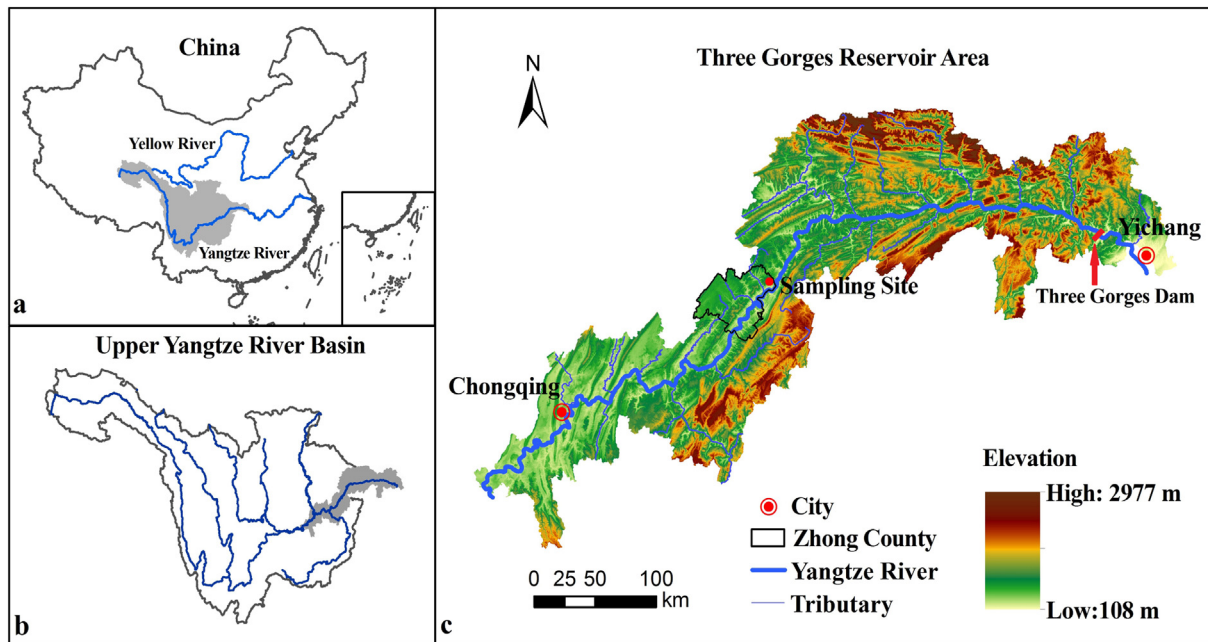 China
Yellow River
Yangtze River
a
Upper Yangtze River Basin
b
Three Gorges Reservoir Area
N
Yichang
Sampling Site
Three Gorges Dam
Chongqing
Elevation
High: 2977 m
Low:108 m
City
Zhong County
Yangtze River
Tributary
0 25 50 100
km
c